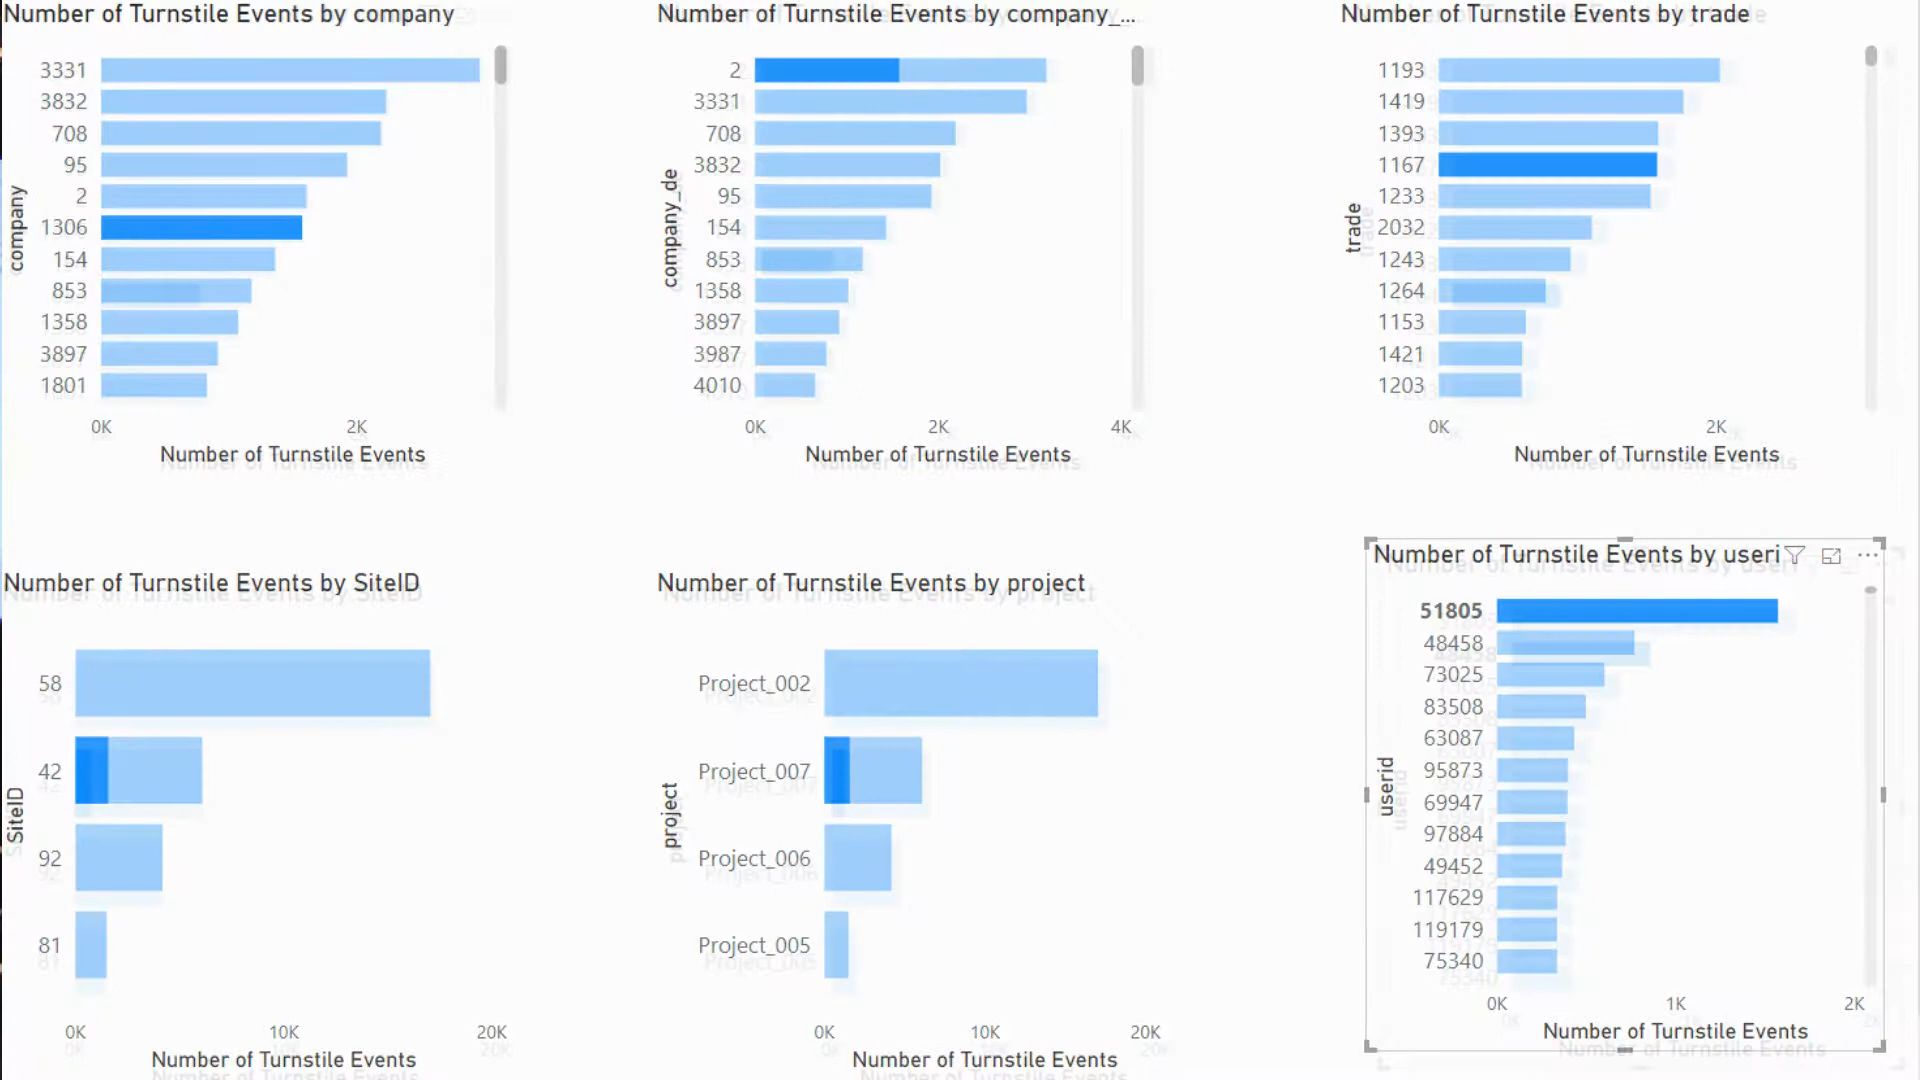 Number of Turnstile Events by company
3331
3832
708
95
2
1306
154
853
1358
3897
1801
company
0K 2K
Number of Turnstile Events
Number of Turnstile Events by company_...
2
3331
708
3832
95
154
853
1358
3897
3987
4010
company_de
0K 2K 4K
Number of Turnstile Events
Number of Turnstile Events by trade
1193
1419
1393
1167
1233
2032
1243
1264
1153
1421
1203
trade
0K 2K
Number of Turnstile Events
Number of Turnstile Events by SiteID
58
42
92
81
SiteID
0K 10K 20K
Number of Turnstile Events
Number of Turnstile Events by project
Project_002
Project_007
Project_006
Project_005
project
0K 10K 20K
Number of Turnstile Events
Number of Turnstile Events by useri
51805
48458
73025
83508
63087
95873
69947
97884
49452
117629
119179
75340
userid
0K 1K 2K
Number of Turnstile Events